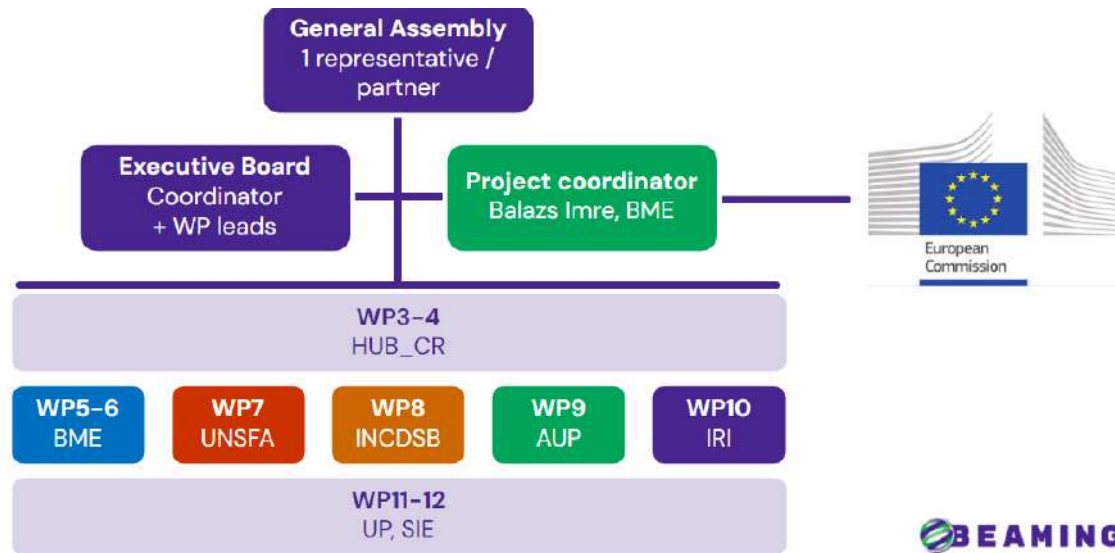 General Assembly
1 representative /
partner
Executive Board
Coordinator
+ WP leads
Project coordinator
Balazs Imre, BME
European
Commission
WP3-4
HUB_CR
WP5-6
BME
WP7
UNSFA
WP8
INCDSB
WP9
AUP
WP10
IRI
WP11-12
UP, SIE
BEAMING